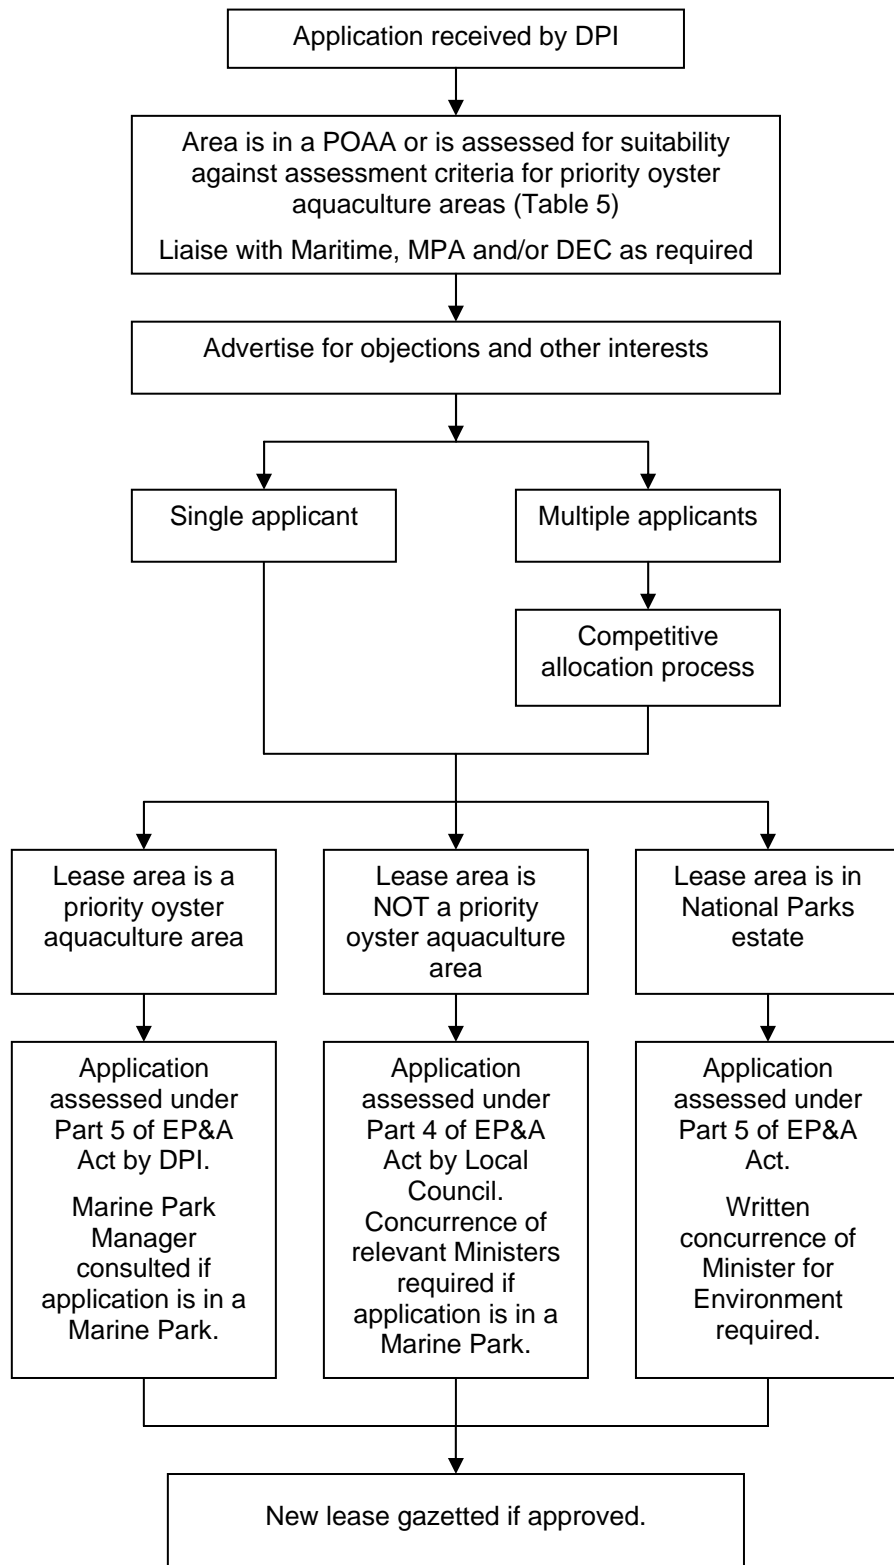 Application received by DPI
Area is in a POAA or is assessed for suitability
against assessment criteria for priority oyster
aquaculture areas (Table 5)
Liaise with Maritime, MPA and/or DEC as required
Advertise for objections and other interests
Single applicant
Multiple applicants
Competitive
allocation process
Lease area is a
priority oyster
aquaculture area
Lease area is
NOT a priority
oyster aquaculture
area
Lease area is in
National Parks
estate
Application
assessed under
Part 5 of EP&A
Act by DPI.
Marine Park
Manager
consulted if
application is in a
Marine Park.
Application
assessed under
Part 4 of EP&A
Act by Local
Council.
Concurrence of
relevant Ministers
required if
application is in a
Marine Park.
Application
assessed under
Part 5 of EP&A
Act.
Written
concurrence of
Minister for
Environment
required.
New lease gazetted if approved.